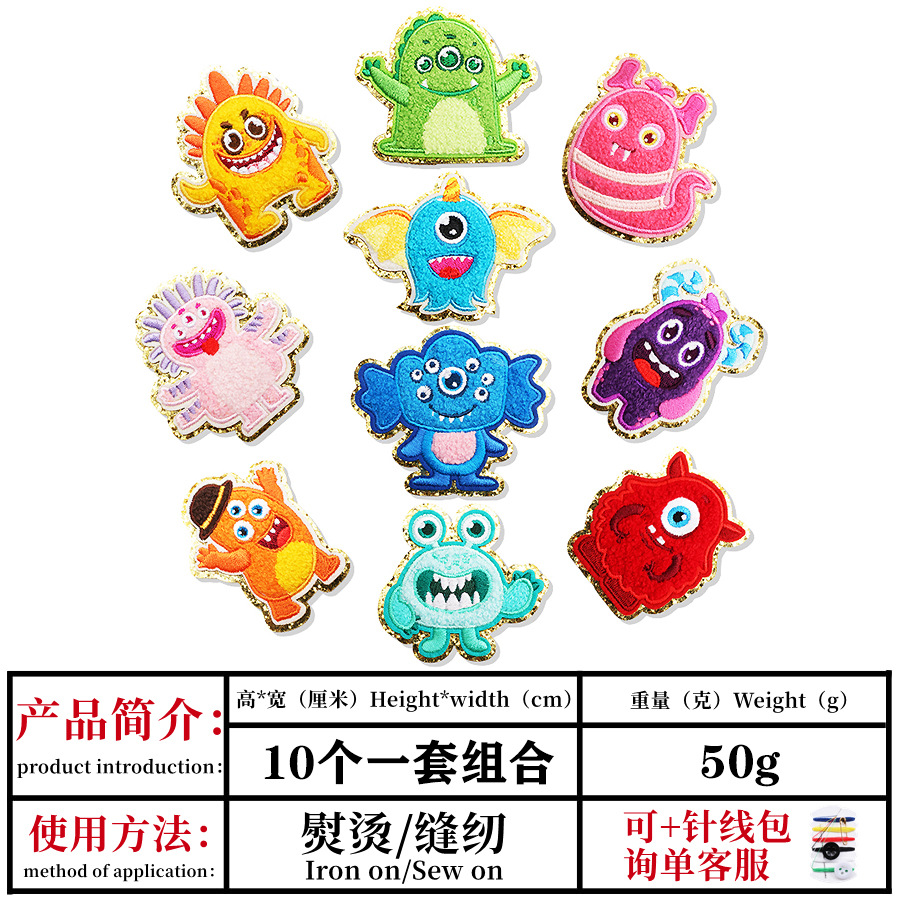 产品简介:
product introduction:
高*宽（厘米）Height*width（cm）
重量（克）Weight（g）
10个一套组合
50g
使用方法:
method of application:
熨烫/缝纫
Iron on/Sew on
可+针线包
询单客服